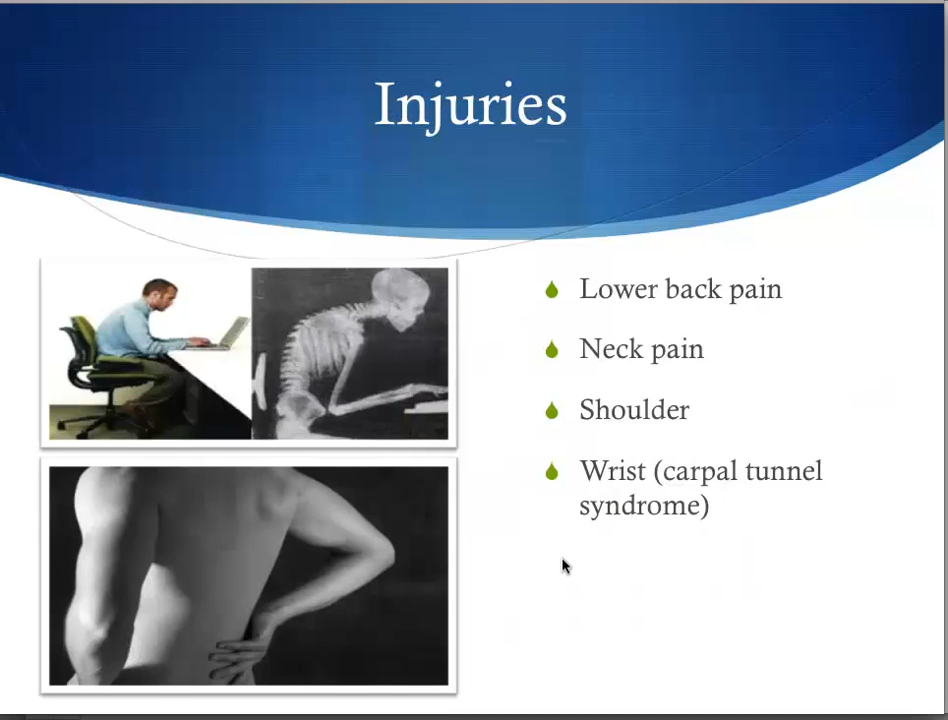 Injuries
Lower back pain
Neck pain
Shoulder
Wrist (carpal tunnel
syndrome)